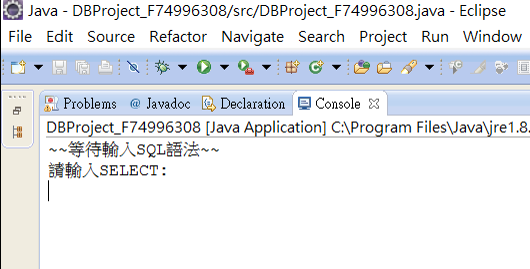 Java - DBProject_F74996308/src/DBProject_F74996308.java - Eclipse
File Edit Source Refactor Navigate Search Project Run Window
Problems @ Javadoc Declaration Console
DBProject_F74996308 [Java Application] C:\Program Files\Java\jre1.8.
~~等待輸入SQL語法~~
請輸入SELECT: